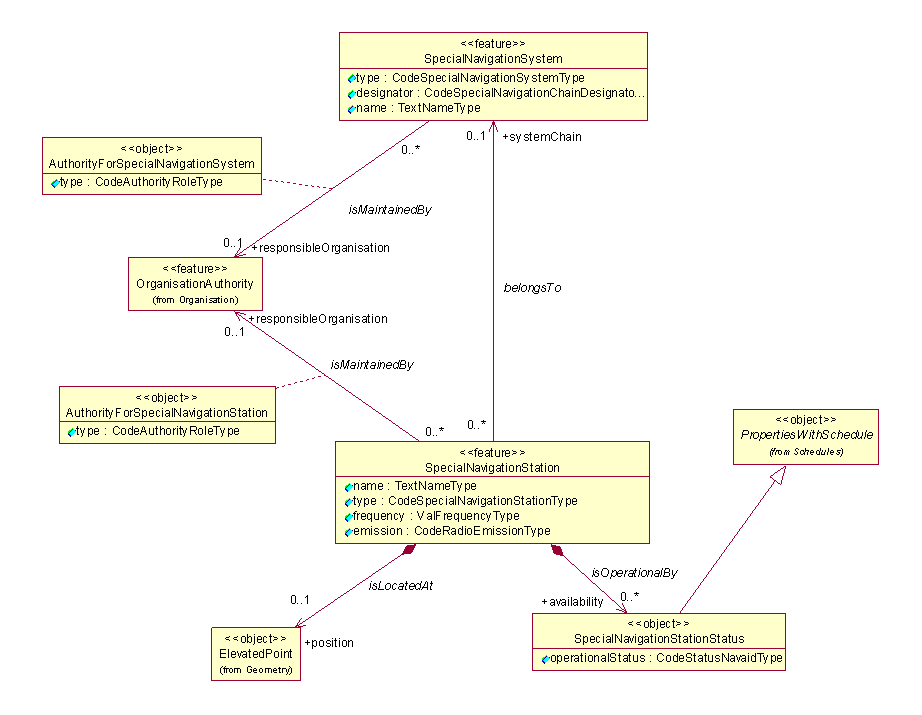 <<feature>>
SpecialNavigationSystem
type : CodeSpecialNavigationSystemType
designator : CodeSpecialNavigationChainDesignato...
name : TextNameType
0..*
0..1
+systemChain
<<object>>
AuthorityForSpecialNavigationSystem
type : CodeAuthorityRoleType
isMaintainedBy
0..1
+responsibleOrganisation
<<feature>>
OrganisationAuthority
(from Organisation)
belongsTo
+responsibleOrganisation
0..1
isMaintainedBy
<<object>>
AuthorityForSpecialNavigationStation
type : CodeAuthorityRoleType
0..*
0..*
<<object>>
PropertiesWithSchedule
(from Schedules)
<<feature>>
SpecialNavigationStation
name : TextNameType
type : CodeSpecialNavigationStationType
frequency : ValFrequencyType
emission : CodeRadioEmissionType
isLocatedAt
isOperationalBy
0..1
+availability
0..*
+position
<<object>>
ElevatedPoint
(from Geometry)
<<object>>
SpecialNavigationStationStatus
operationalStatus : CodeStatusNavaidType